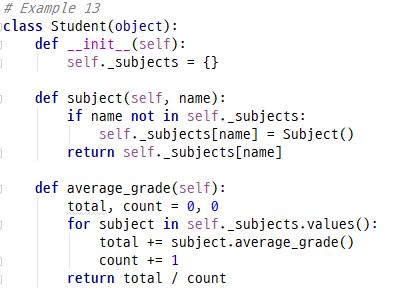 # Example 13
class Student(object):
    def __init__(self):
        self._subjects = {}

    def subject(self, name):
        if name not in self._subjects:
            self._subjects[name] = Subject()
        return self._subjects[name]

    def average_grade(self):
        total, count = 0, 0
        for subject in self._subjects.values():
            total += subject.average_grade()
            count += 1
        return total / count